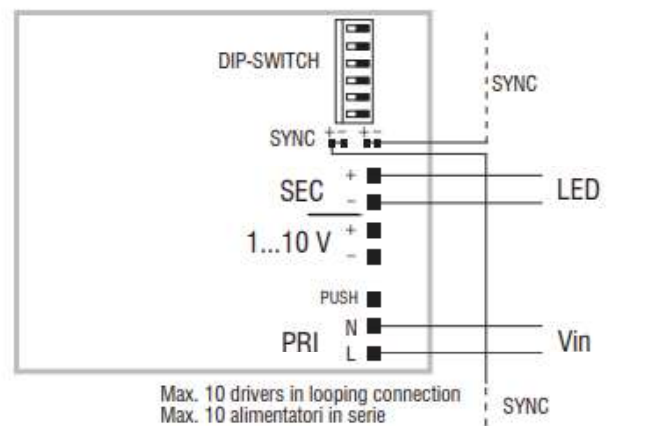 DIP-SWITCH
SYNC
SYNC + - + -
SEC + -
LED
1...10 V + -
PUSH
PRI N L
Vin
Max. 10 drivers in looping connection
Max. 10 alimentatori in serie
SYNC